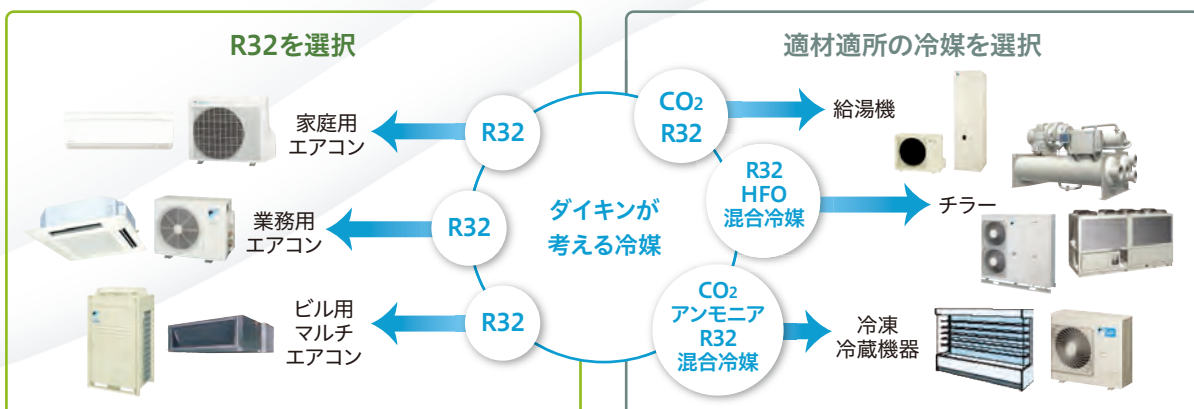 R32を選択
家庭用
エアコン
R32
業務用
エアコン
R32
ビル用
マルチ
エアコン
R32
ダイキンが
考える冷媒
適材適所の冷媒を選択
CO2
R32
給湯機
R32
HFO
混合冷媒
チラー
CO2
アンモニア
R32
混合冷媒
冷凍
冷蔵機器